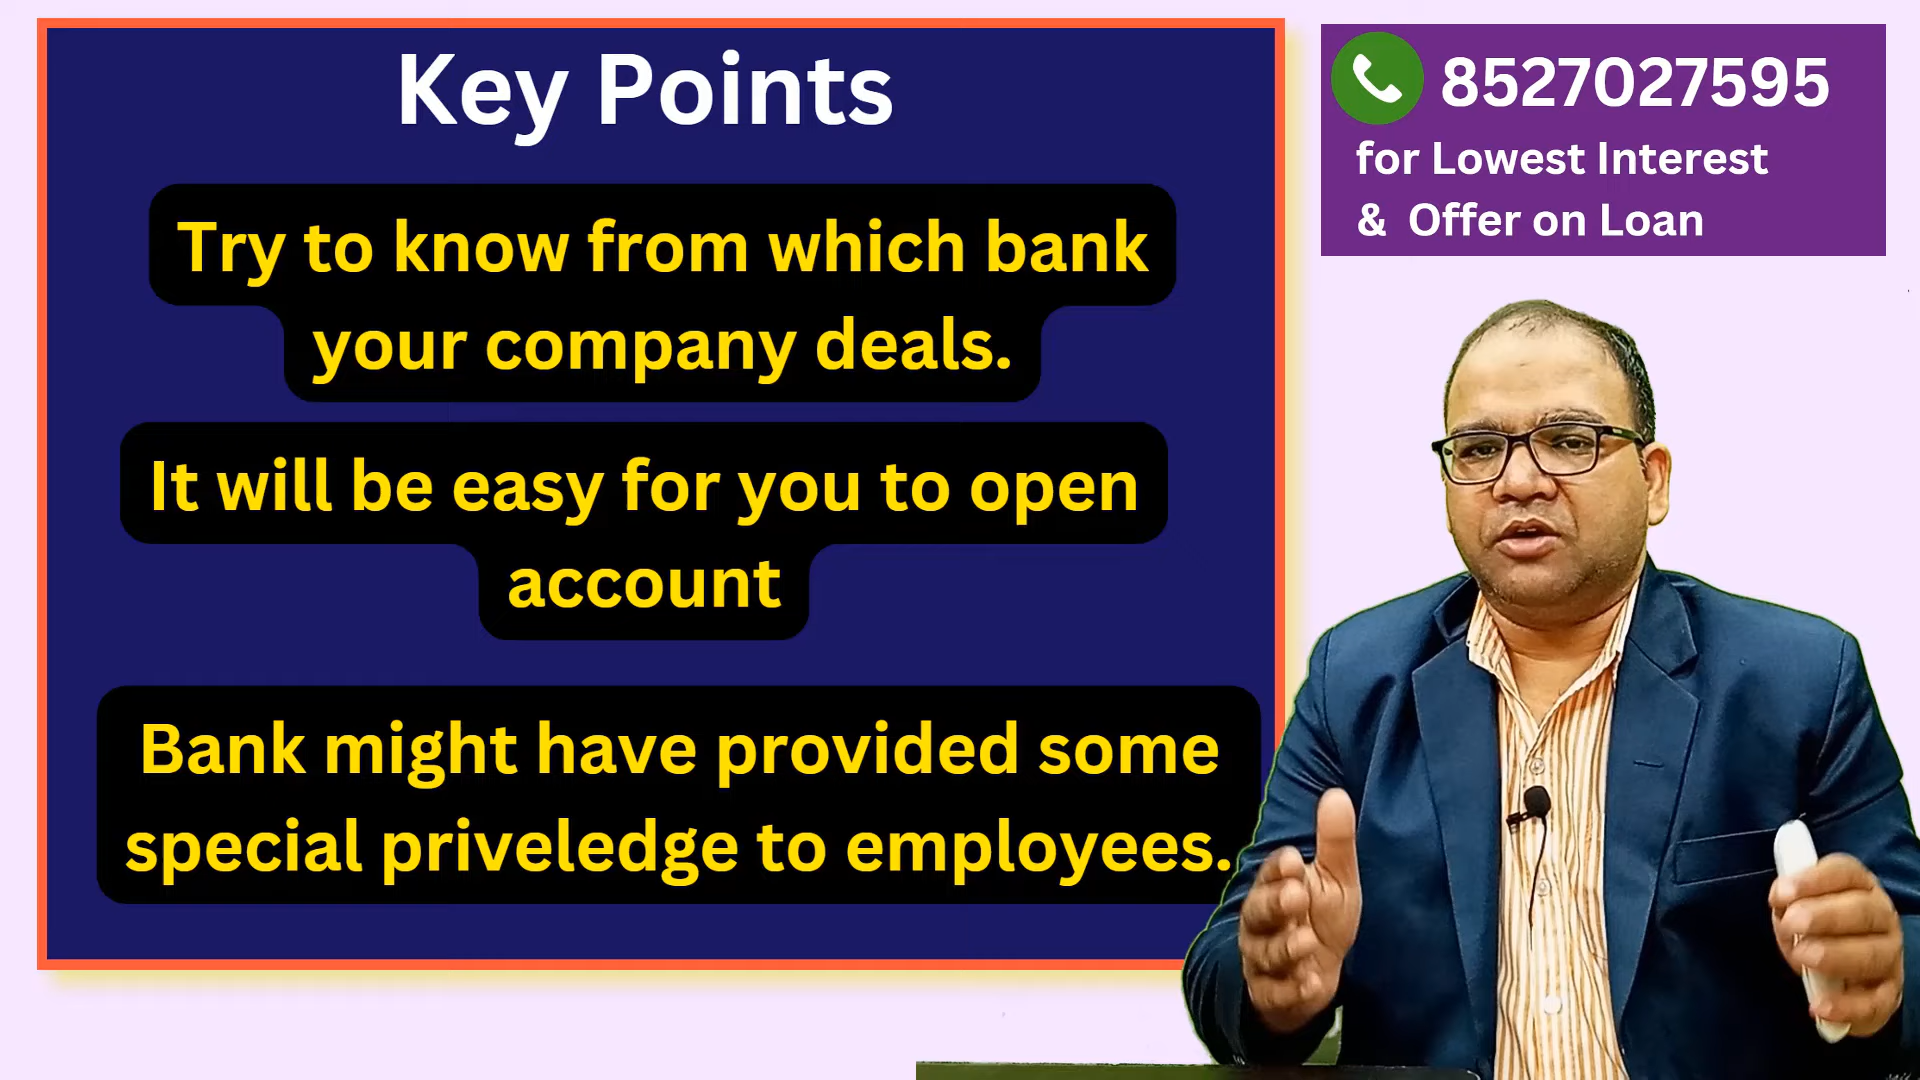 Key Points
Try to know from which bank
your company deals.
It will be easy for you to open
account
Bank might have provided some
special priveledge to employees.
8527027595
for Lowest Interest
& Offer on Loan